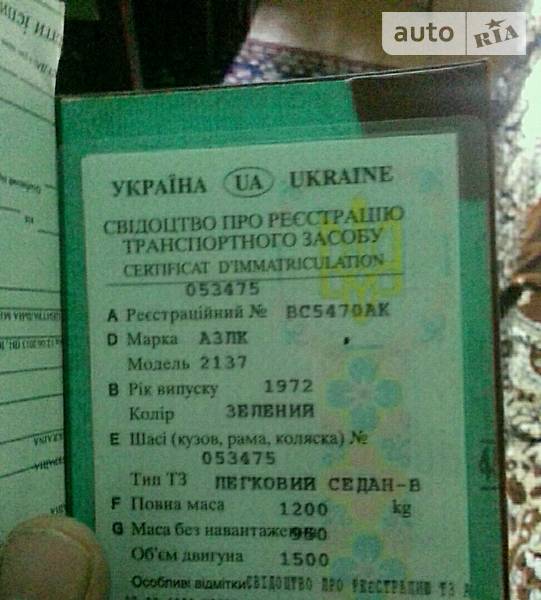 auto RIA
УКРАЇНА UA UKRAINE
СВІДОЦТВО ПРО РЕЄСТРАЦІЮ
ТРАНСПОРТНОГО ЗАСОБУ
CERTIFICAT D'IMMATRICULATION
053475
A Реєстраційний № ВС5470АК
D Марка АЗЛК
Модель 2137
B Рік випуску 1972
Колір ЗЕЛЕНИЙ
E Шасі (кузов, рама, коляска) №
053475
Тип ТЗ ЛЕГКОВИЙ СЕДАН-В
F Повна маса 1200 kg
G Маса без навантаження 950
Об'єм двигуна 1500
Особливі відмітки СВІДОЦТВО ПРО РЕЄСТРАЦІЮ ТЗ